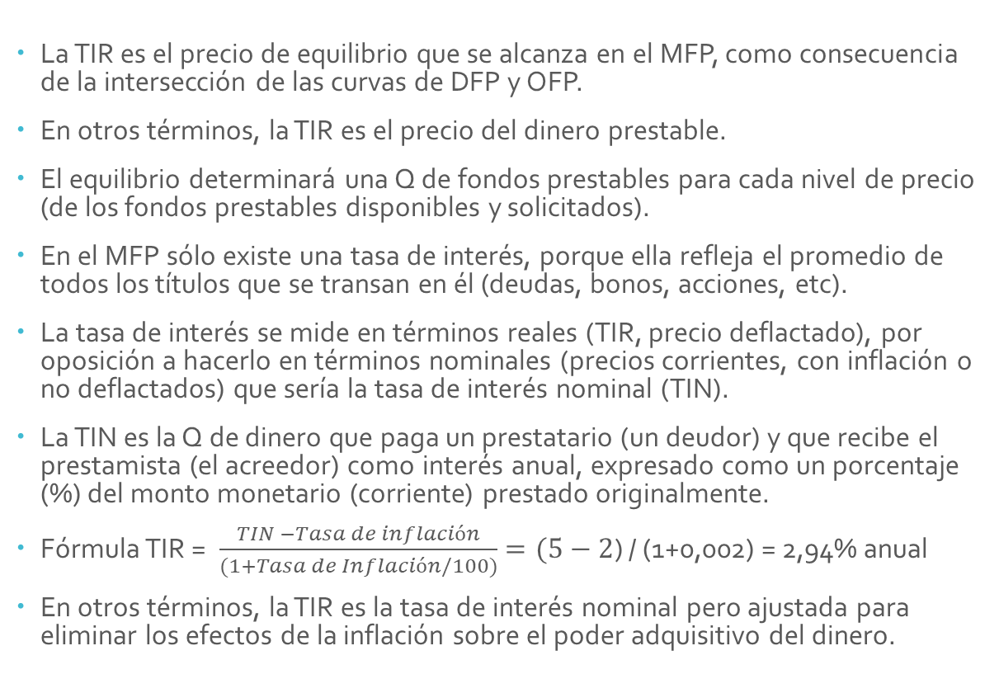 • La TIR es el precio de equilibrio que se alcanza en el MFP, como consecuencia
de la intersección de las curvas de DFP y OFP.
• En otros términos, la TIR es el precio del dinero prestable.
• El equilibrio determinará una Q de fondos prestables para cada nivel de precio
(de los fondos prestables disponibles y solicitados).
• En el MFP sólo existe una tasa de interés, porque ella refleja el promedio de
todos los títulos que se transan en él (deudas, bonos, acciones, etc).
• La tasa de interés se mide en términos reales (TIR, precio deflactado), por
oposición a hacerlo en términos nominales (precios corrientes, con inflación o
no deflactados) que sería la tasa de interés nominal (TIN).
• La TIN es la Q de dinero que paga un prestatario (un deudor) y que recibe el
prestamista (el acreedor) como interés anual, expresado como un porcentaje
(%) del monto monetario (corriente) prestado originalmente.
• Fórmula TIR = (TIN −Tasa de inflación)/(1+Tasa de Inflación/100) = (5 − 2) / (1+0,002) = 2,94% anual
• En otros términos, la TIR es la tasa de interés nominal pero ajustada para
eliminar los efectos de la inflación sobre el poder adquisitivo del dinero.